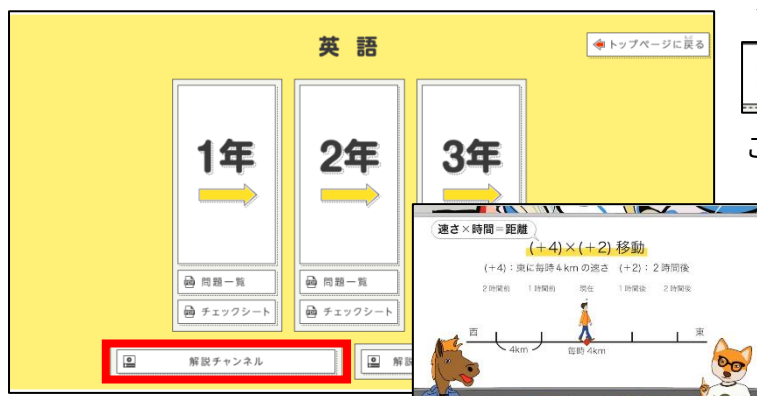 英 語
トップページに戻る
1年
2年
3年
問題一覧
問題一覧
チェックシート
チェックシート
解説チャンネル
解
速さ×時間=距離
(+4)×(+2) 移動
(+4):東に毎時4kmの速さ (+2):2時間後
2時間前 1時間前 現在 1時間後 2時間後
西
東
4km
毎時 4km